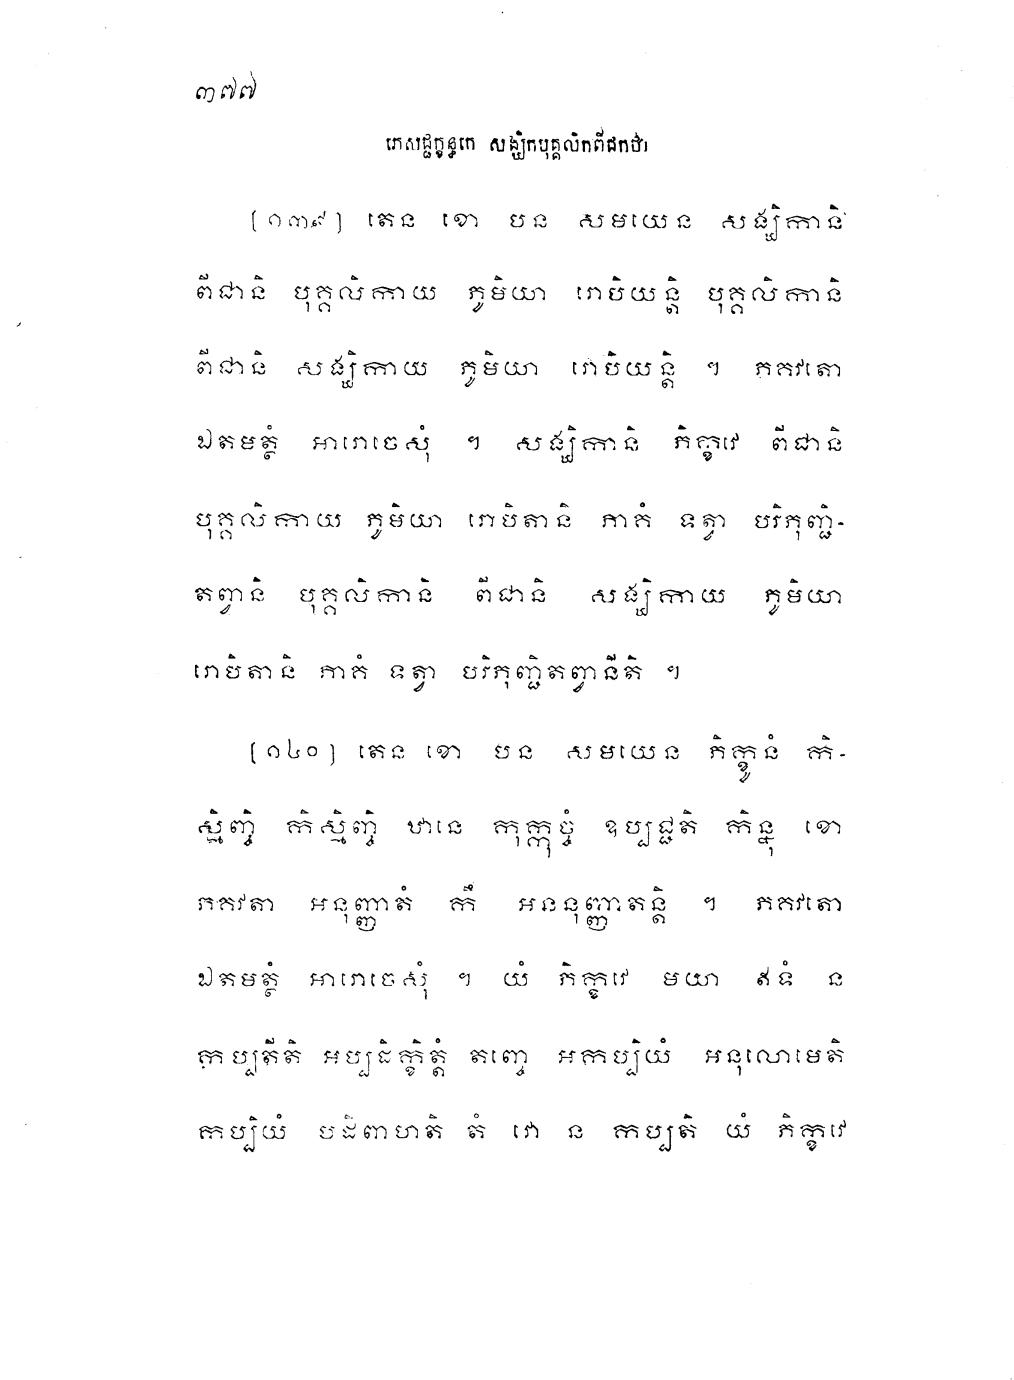 ៣៧៧
ភេសជ្ជក្ខន្ធកេ សង្ឃិកបុគ្គលិកពីជកថា
[១៣៩] តេន ខោ បន សមយេន សង្ឃិកានិ
ពីជានិ បុគ្គលិកាយ ភូមិយា រោបិយន្តិ បុគ្គលិកានិ
ពីជានិ សង្ឃិកាយ ភូមិយា រោបិយន្តិ ។ ភគវតោ
ឯតមត្ថំ អារោចេសុំ ។ សង្ឃិកានិ ភិក្ខវេ ពីជានិ
បុគ្គលិកាយ ភូមិយា រោបិតានិ ភាគំ ទត្វា បរិភុញ្ជិ-
តព្វានិ បុគ្គលិកានិ ពីជានិ សង្ឃិកាយ ភូមិយា
រោបិតានិ ភាគំ ទត្វា បរិភុញ្ជិតព្វានីតិ ។
[១៤០] តេន ខោ បន សមយេន ភិក្ខូនំ កិ-
ស្មិញ្ចិ កិស្មិញ្ចិ ឋានេ កុក្កុច្ចំ ឧប្បជ្ជតិ កិន្នុ ខោ
ភគវតា អនុញ្ញាតំ កឹ អននុញ្ញាតន្តិ ។ ភគវតោ
ឯតមត្ថំ អារោចេសុំ ។ យំ ភិក្ខវេ មយា ឥទំ ន
កប្បតីតិ អប្បដិក្ខិត្តំ តញ្ចេ អកប្បិយំ អនុលោមេតិ
កប្បិយំ បដិពាហតិ តំ វោ ន កប្បតិ យំ ភិក្ខវេ